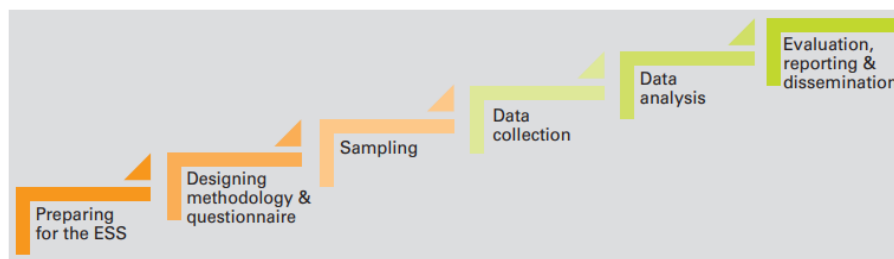 Preparing
for the ESS
Designing
methodology &
questionnaire
Sampling
Data
collection
Data
analysis
Evaluation,
reporting &
dissemination